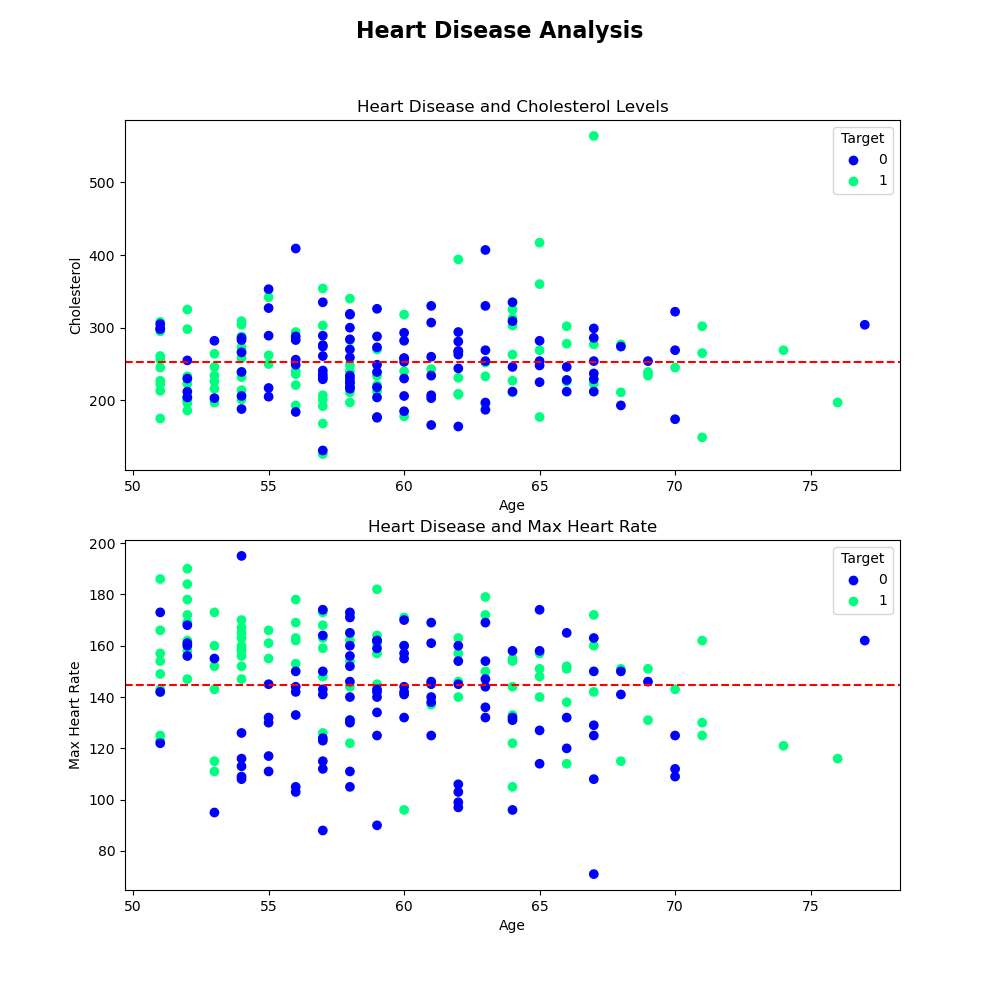 Heart Disease Analysis
Heart Disease and Cholesterol Levels
Target
0
1
500
400
300
200
Cholesterol
50 55 60 65 70 75
Age
Heart Disease and Max Heart Rate
Target
0
1
200
180
160
140
120
100
80
Max Heart Rate
50 55 60 65 70 75
Age